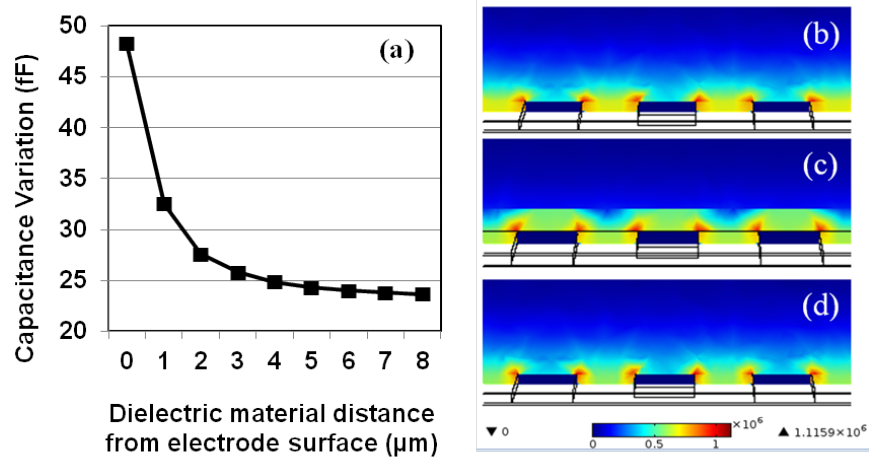 (a)
50
45
40
35
30
25
20
Capacitance Variation (fF)
0 1 2 3 4 5 6 7 8
Dielectric material distance
from electrode surface (μm)
(b)
(c)
(d)
▼ 0
0 0.5 1
×10⁶
▲ 1.1159×10⁶